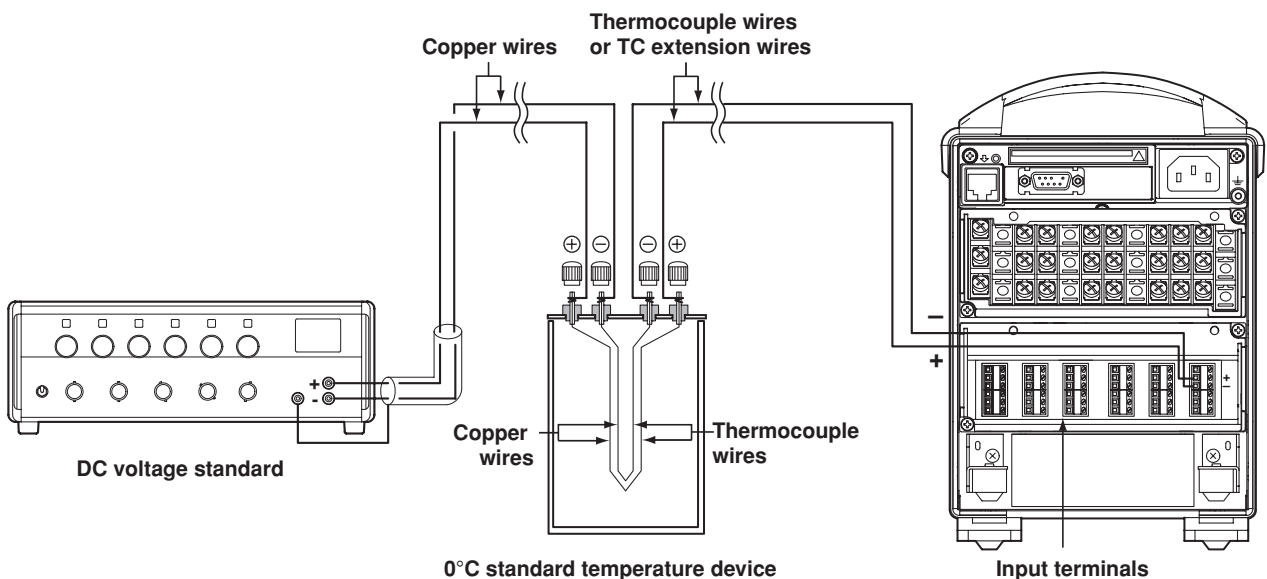 Copper wires
Thermocouple wires
or TC extension wires
⊕ ⊖ ⊖ ⊕
−
+
+
-
+
−
Copper
wires
Thermocouple
wires
DC voltage standard
0°C standard temperature device
Input terminals